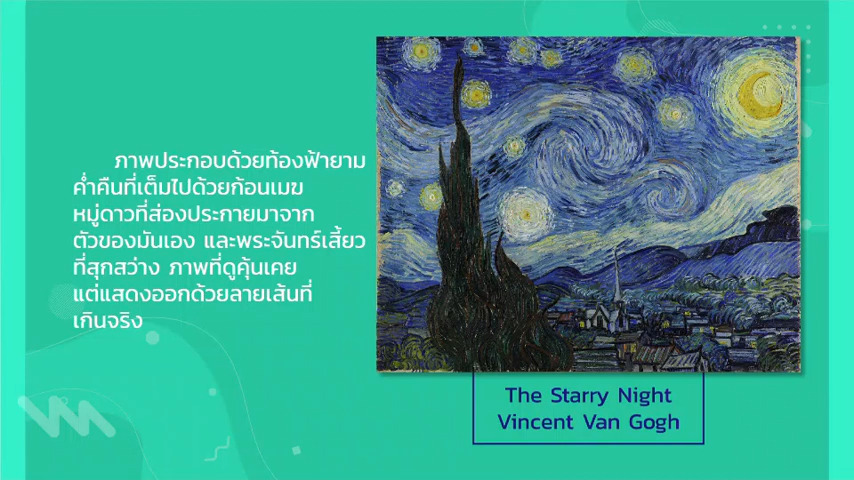 ภาพประกอบด้วยท้องฟ้ายาม
ค่ำคืนที่เต็มไปด้วยก้อนเมฆ
หมู่ดาวที่ส่องประกายมาจาก
ตัวของมันเอง และพระจันทร์เสี้ยว
ที่สุกสว่าง ภาพที่ดูคุ้นเคย
แต่แสดงออกด้วยลายเส้นที่
เกินจริง
The Starry Night
Vincent Van Gogh